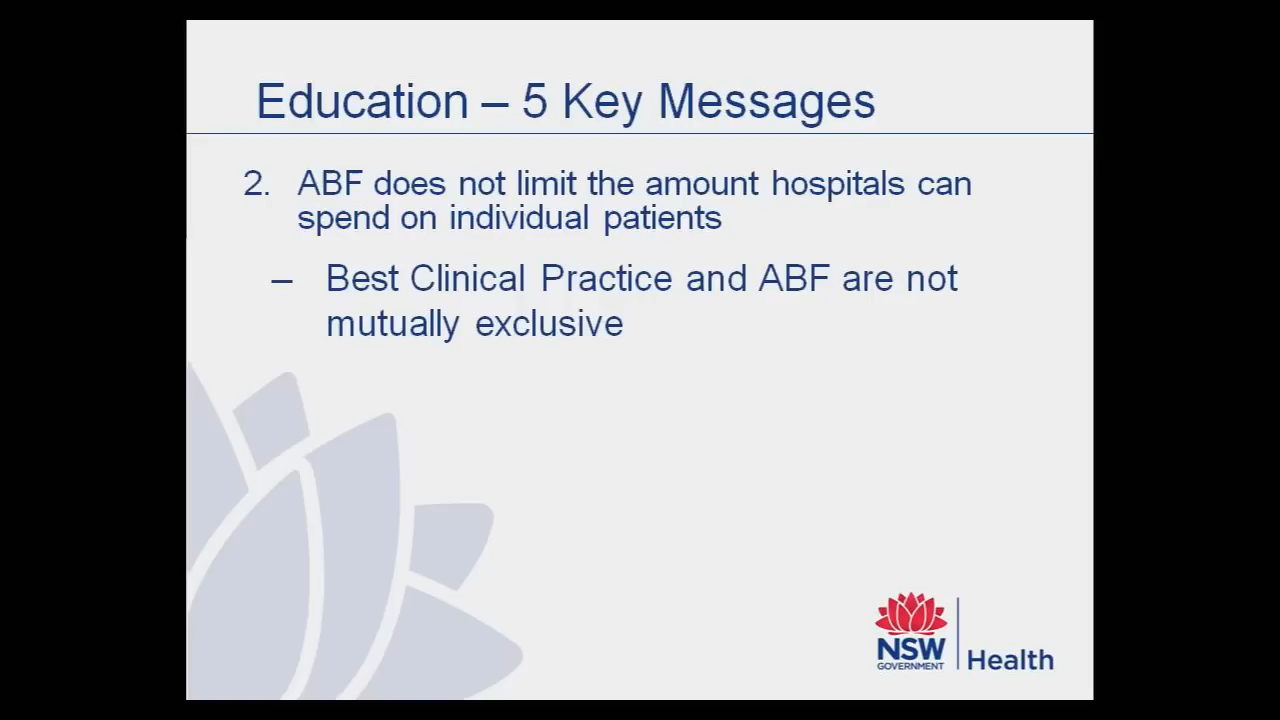 Education – 5 Key Messages
2. ABF does not limit the amount hospitals can
spend on individual patients
– Best Clinical Practice and ABF are not
mutually exclusive
NSW
GOVERNMENT
Health